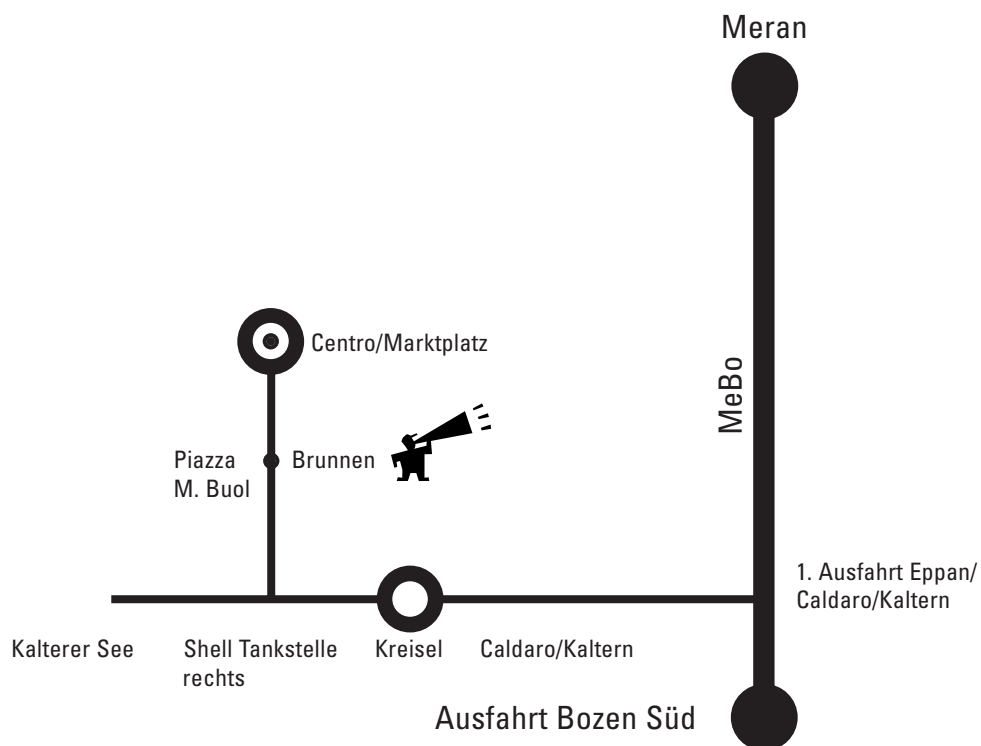 Meran
Centro/Marktplatz
MeBo
Piazza
M. Buol
Brunnen
1. Ausfahrt Eppan/
Caldaro/Kaltern
Kalterer See
Shell Tankstelle
rechts
Kreisel
Caldaro/Kaltern
Ausfahrt Bozen Süd